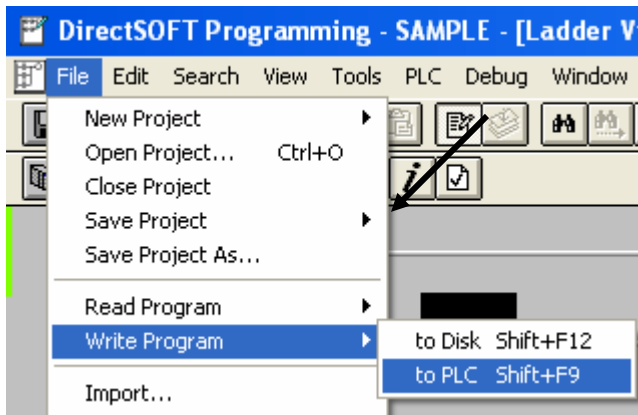 DirectSOFT Programming - SAMPLE - [Ladder V
File Edit Search View Tools PLC Debug Window
New Project
Open Project... Ctrl+O
Close Project
Save Project
Save Project As...
Read Program
Write Program
to Disk Shift+F12
to PLC Shift+F9
Import...